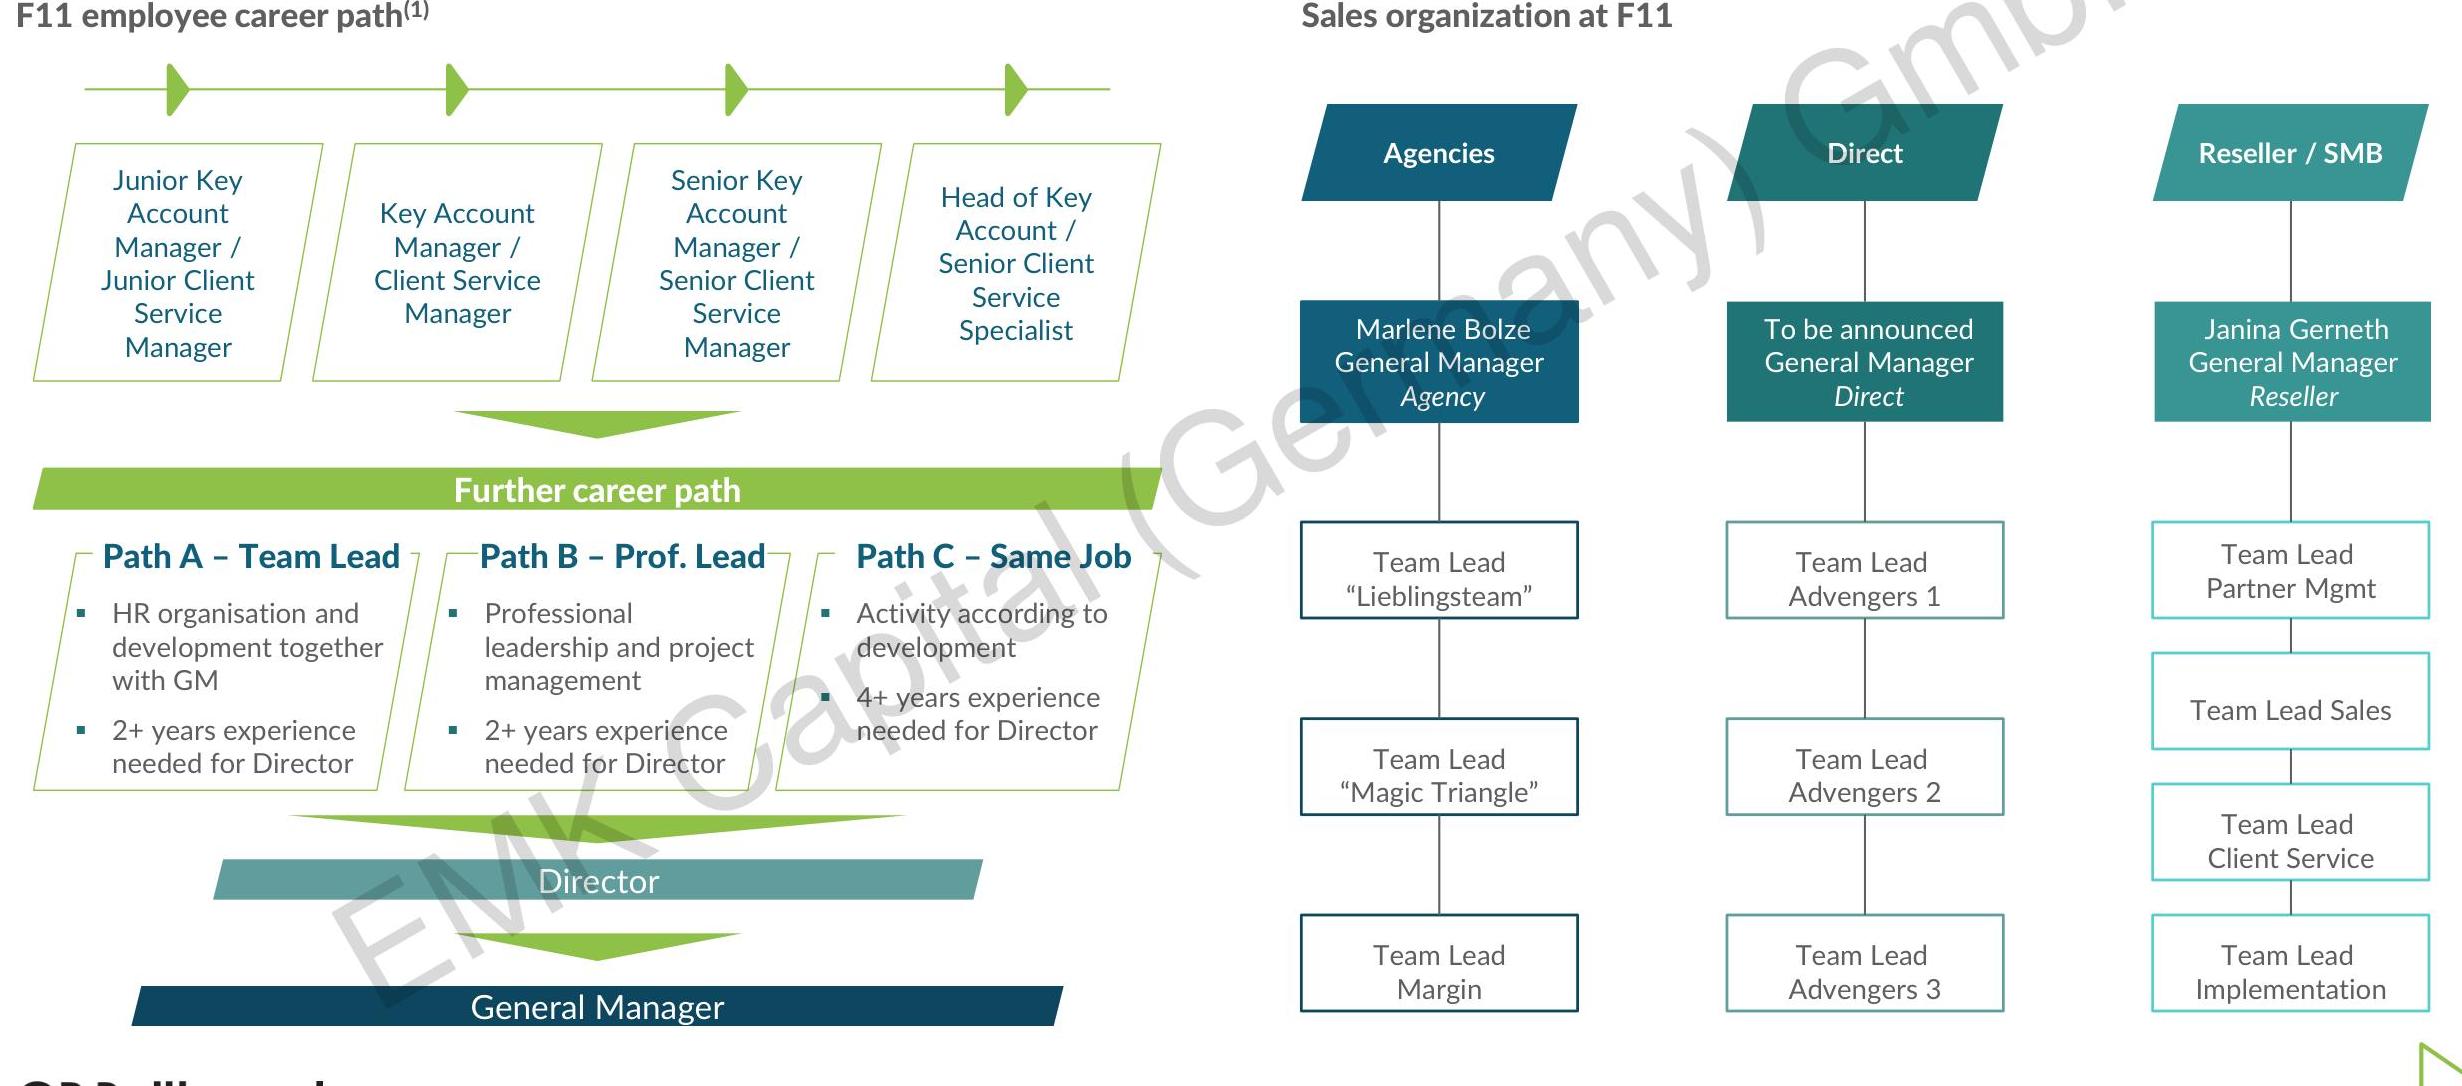 F11 employee career path(1)
Junior Key
Account
Manager /
Junior Client
Service
Manager
Key Account
Manager /
Client Service
Manager
Senior Key
Account
Manager /
Senior Client
Service
Manager
Head of Key
Account /
Senior Client
Service
Specialist
Further career path
Path A – Team Lead
▪ HR organisation and
development together
with GM
▪ 2+ years experience
needed for Director
Path B – Prof. Lead
▪ Professional
leadership and project
management
▪ 2+ years experience
needed for Director
Path C – Same Job
▪ Activity according to
development
▪ 4+ years experience
needed for Director
Director
General Manager
Sales organization at F11
Agencies
Marlene Bolze
General Manager
Agency
Team Lead
“Lieblingsteam”
Team Lead
“Magic Triangle”
Team Lead
Margin
Direct
To be announced
General Manager
Direct
Team Lead
Advengers 1
Team Lead
Advengers 2
Team Lead
Advengers 3
Reseller / SMB
Janina Gerneth
General Manager
Reseller
Team Lead
Partner Mgmt
Team Lead Sales
Team Lead
Client Service
Team Lead
Implementation
EMK Capital (Germany) GmbH